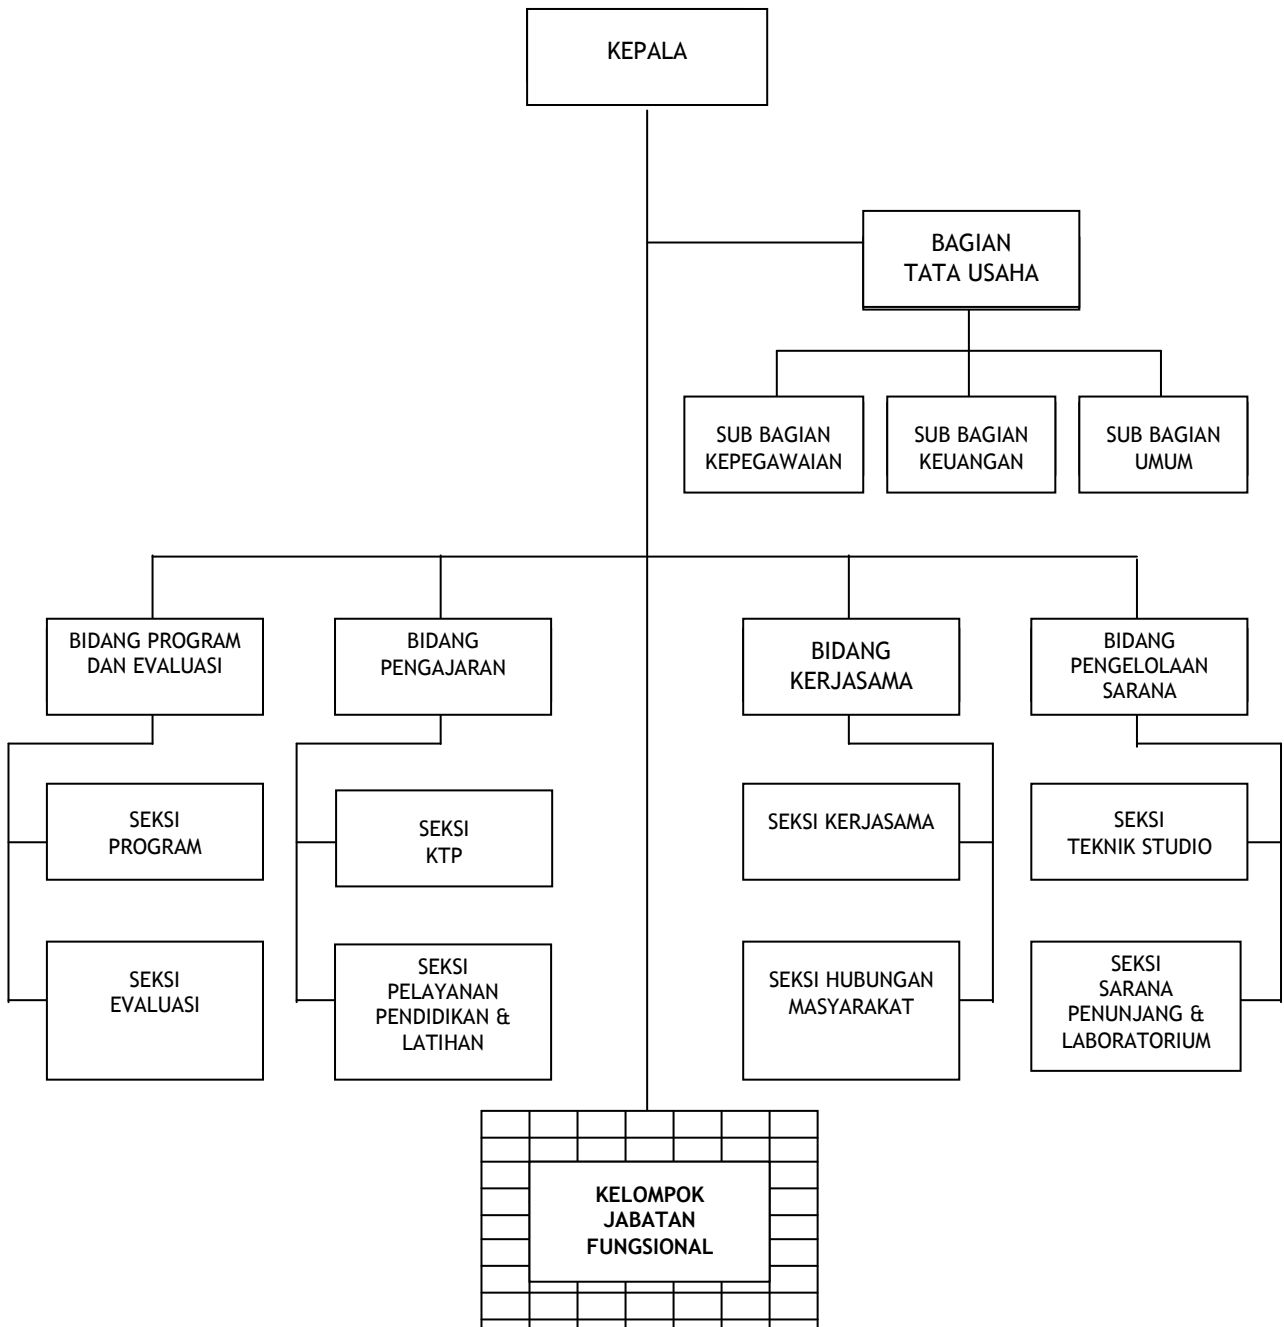 KEPALA
BAGIAN
TATA USAHA
SUB BAGIAN
KEPEGAWAIAN
SUB BAGIAN
KEUANGAN
SUB BAGIAN
UMUM
BIDANG PROGRAM
DAN EVALUASI
BIDANG
PENGAJARAN
BIDANG
KERJASAMA
BIDANG
PENGELOLAAN
SARANA
SEKSI
PROGRAM
SEKSI
KTP
SEKSI KERJASAMA
SEKSI
TEKNIK STUDIO
SEKSI
EVALUASI
SEKSI
PELAYANAN
PENDIDIKAN &
LATIHAN
SEKSI HUBUNGAN
MASYARAKAT
SEKSI
SARANA
PENUNJANG &
LABORATORIUM
KELOMPOK
JABATAN
FUNGSIONAL